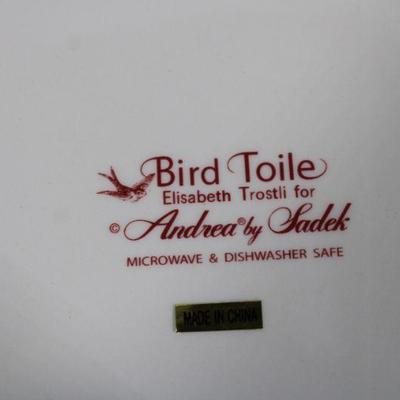 Bird Toile
Elisabeth Trostli for
© Andrea® by Sadek
MICROWAVE & DISHWASHER SAFE
MADE IN CHINA